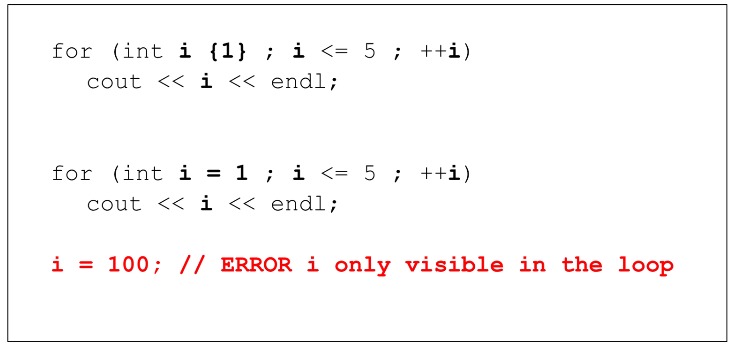 for (int i {1} ; i <= 5 ; ++i)
cout << i << endl;
for (int i = 1 ; i <= 5 ; ++i)
cout << i << endl;
i = 100; // ERROR i only visible in the loop